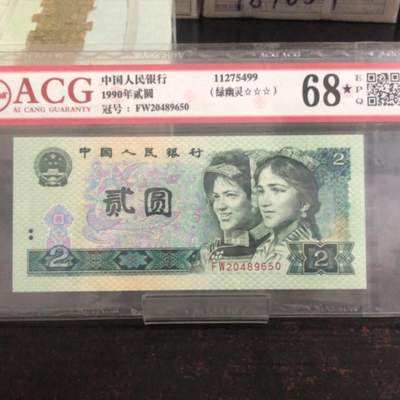 ACG
AI CANG GUARANTY
中国人民银行
1990年贰圆
冠号：FW20489650
11275499
（绿幽灵☆☆☆）
68★
EPQ
中国人民银行
2
贰圆
FW20489650
2
2